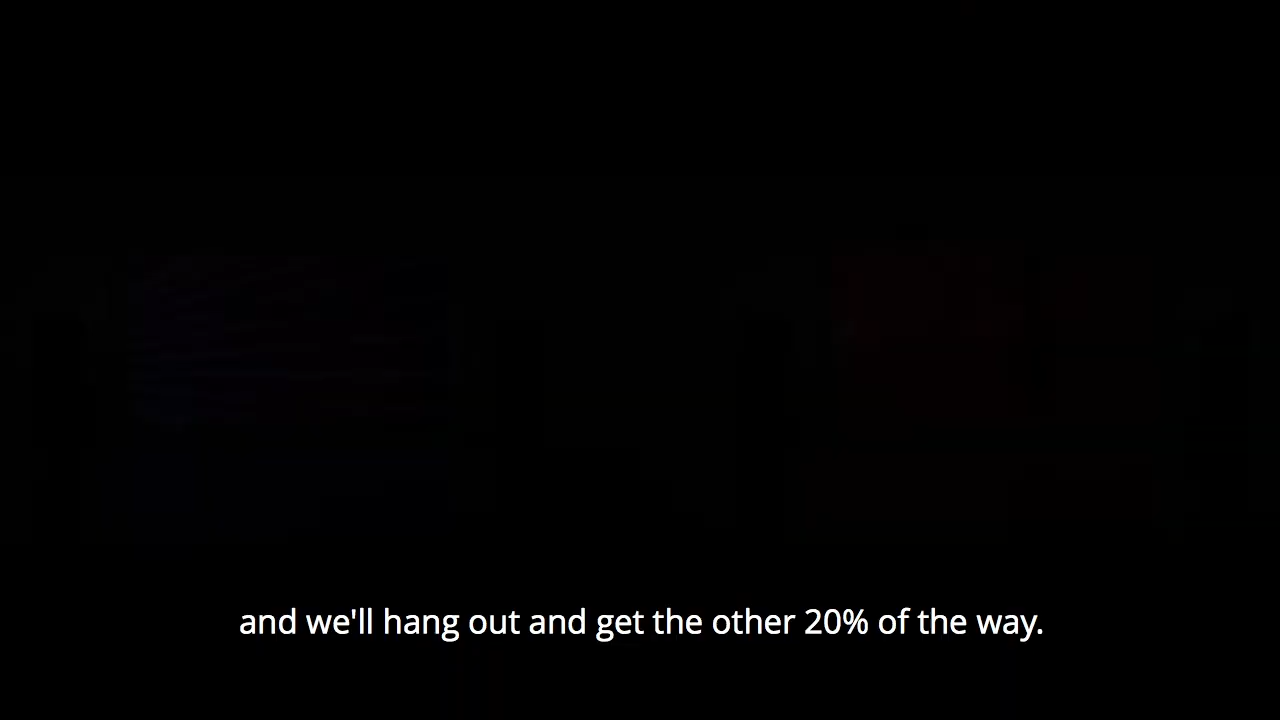 and we'll hang out and get the other 20% of the way.